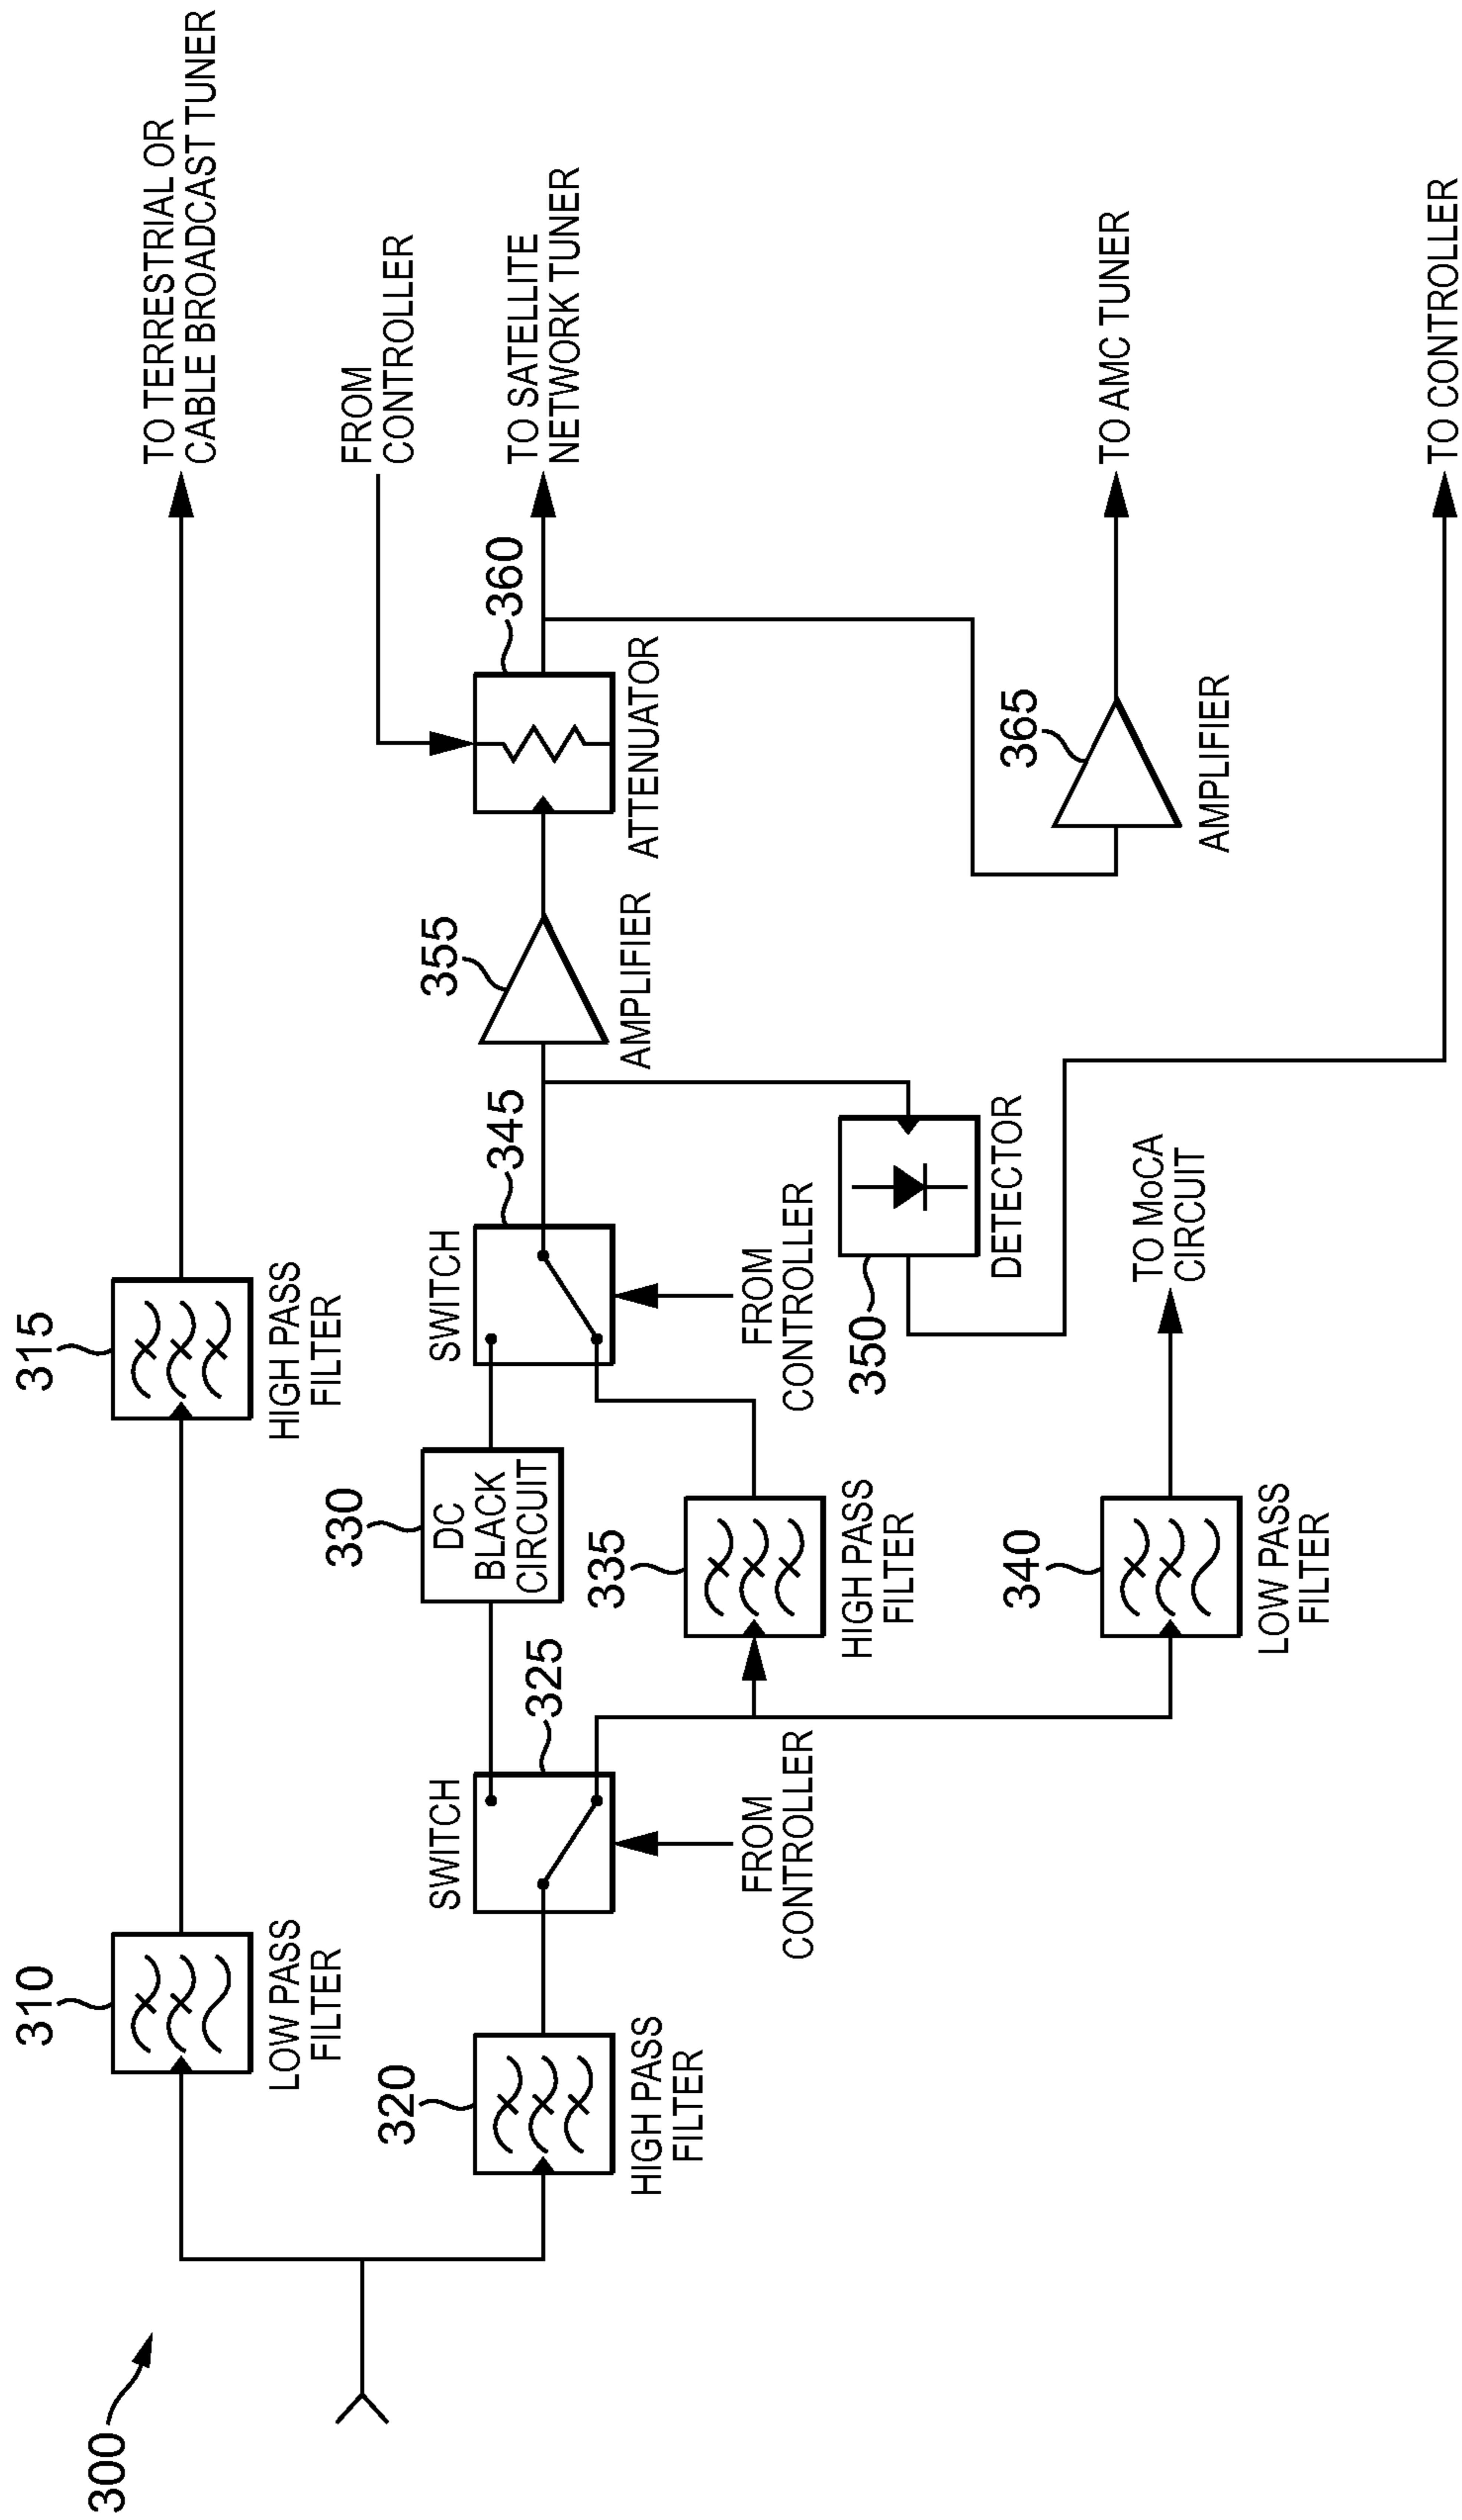 300
310
LOW PASS
FILTER
315
HIGH PASS
FILTER
TO TERRESTRIAL OR
CABLE BROADCAST TUNER
320
HIGH PASS
FILTER
SWITCH
325
FROM
CONTROLLER
330
DC
BLACK
CIRCUIT
335
HIGH PASS
FILTER
340
LOW PASS
FILTER
TO MoCA
CIRCUIT
SWITCH
345
FROM
CONTROLLER
350
DETECTOR
355
AMPLIFIER
360
ATTENUATOR
FROM
CONTROLLER
TO SATELLITE
NETWORK TUNER
365
AMPLIFIER
TO AMC TUNER
TO CONTROLLER